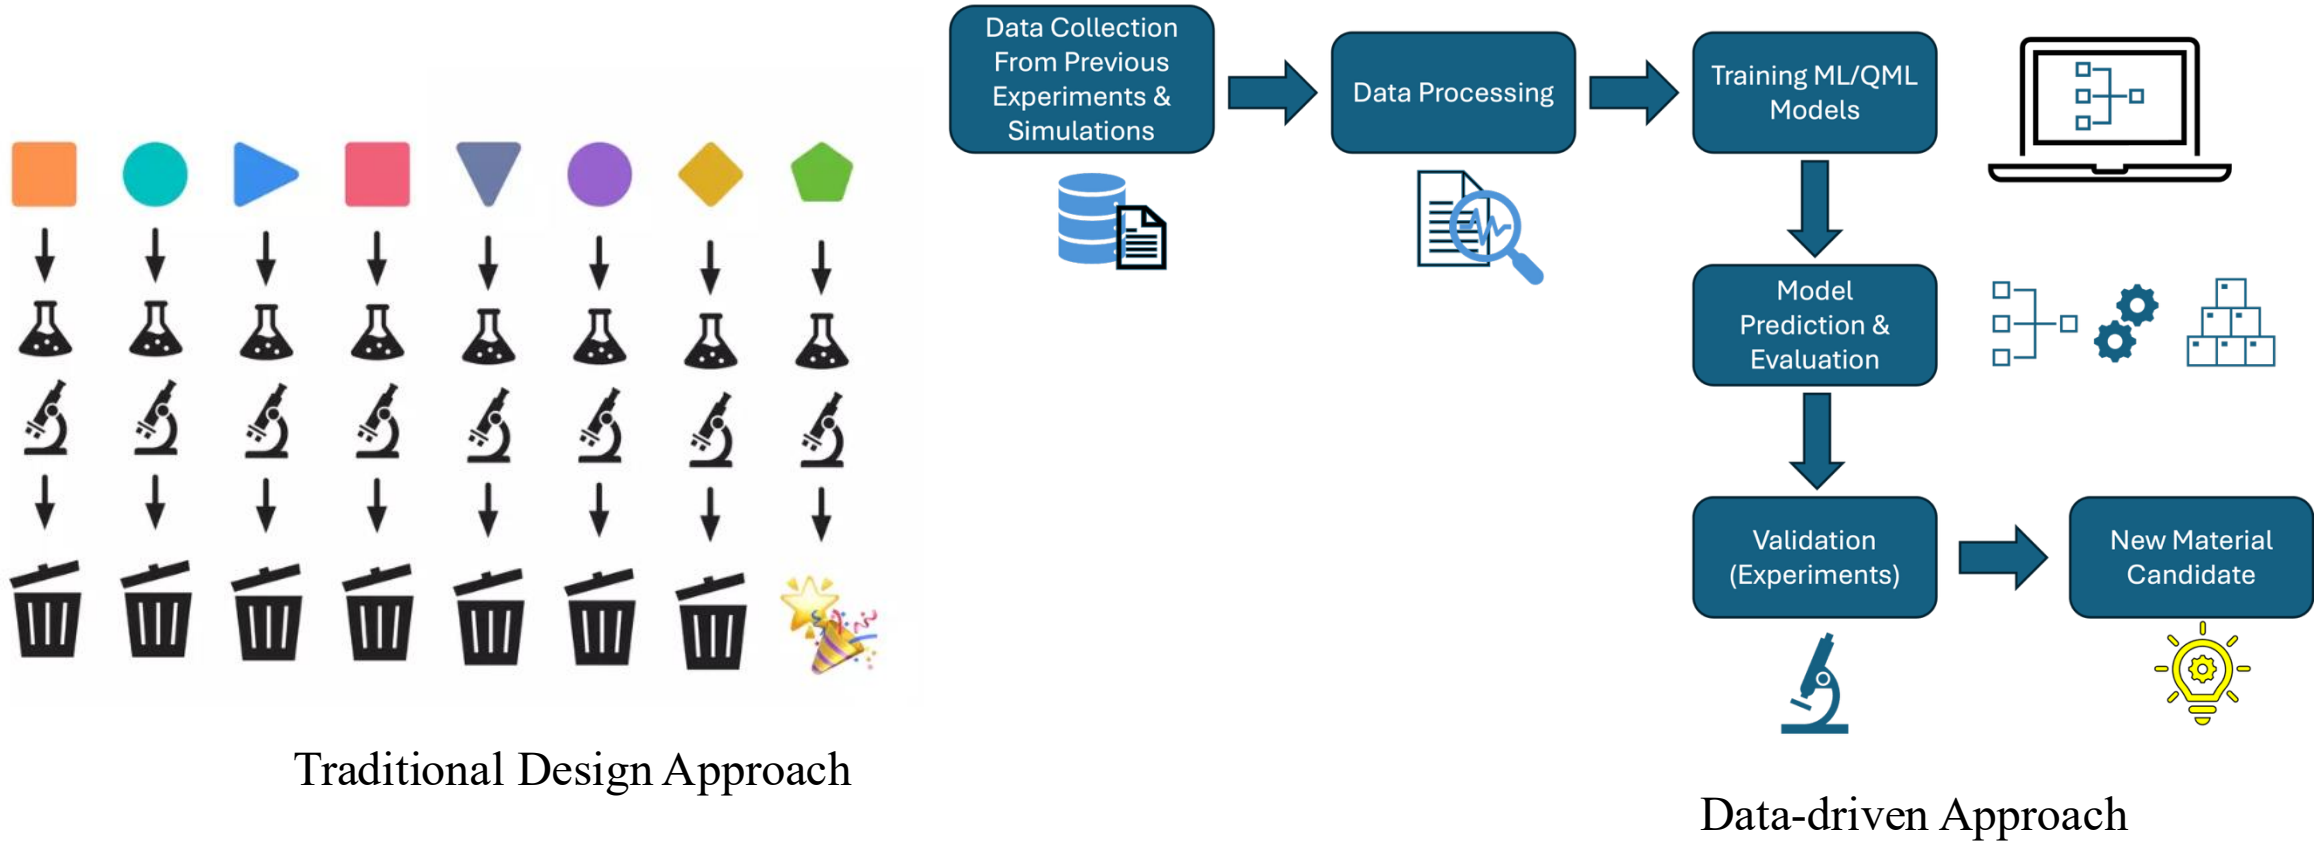 Data Collection
From Previous
Experiments &
Simulations
Data Processing
Training ML/QML
Models
Model
Prediction &
Evaluation
Validation
(Experiments)
New Material
Candidate
Traditional Design Approach
Data-driven Approach